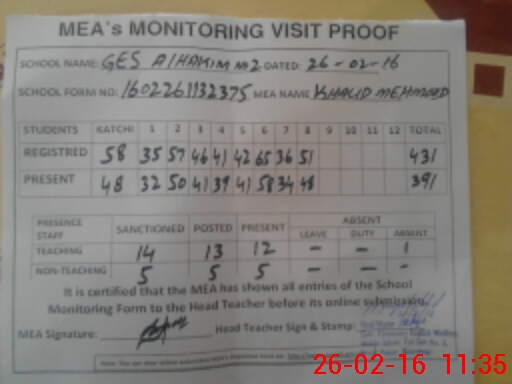 MEA's MONITORING VISIT PROOF
SCHOOL NAME: GES Alhakim no 2 DATED: 26-02-16
SCHOOL FORM NO: 1602261132375 MEA NAME KHALID MEHMOOD
STUDENTS KATCHI 1 2 3 4 5 6 7 8 9 10 11 12 TOTAL
REGISTRED 58 35 57 46 41 42 65 36 51 431
PRESENT 48 32 50 41 39 41 58 34 48 391
PRESENCE STAFF SANCTIONED POSTED PRESENT ABSENT
LEAVE DUTY ABSENT
TEACHING 14 13 12 - - 1
NON-TEACHING 5 5 5 - - -
It is certified that the MEA has shown all entries of the School
Monitoring Form to the Head Teacher before its online submission.
MEA Signature: Head Teacher Sign & Stamp:
26-02-16 11:35